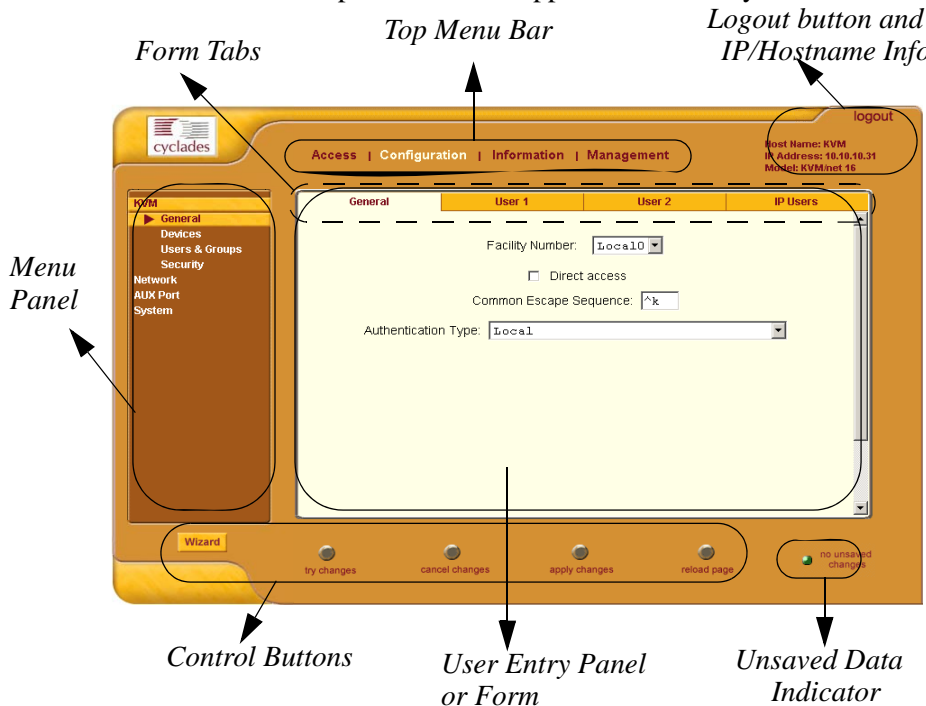 Top Menu Bar
Logout button and
IP/Hostname Info
Form Tabs
logout
cyclades
Access | Configuration | Information | Management
Host Name: KVM
IP Address: 10.10.10.31
Model: KVM/net 16
KVM
General
Devices
Users & Groups
Security
Network
AUX Port
System
General User 1 User 2 IP Users
Facility Number: Local0
Direct access
Common Escape Sequence: ^k
Authentication Type: Local
Menu
Panel
Wizard
try changes cancel changes apply changes reload page
no unsaved
changes
Control Buttons
User Entry Panel
or Form
Unsaved Data
Indicator